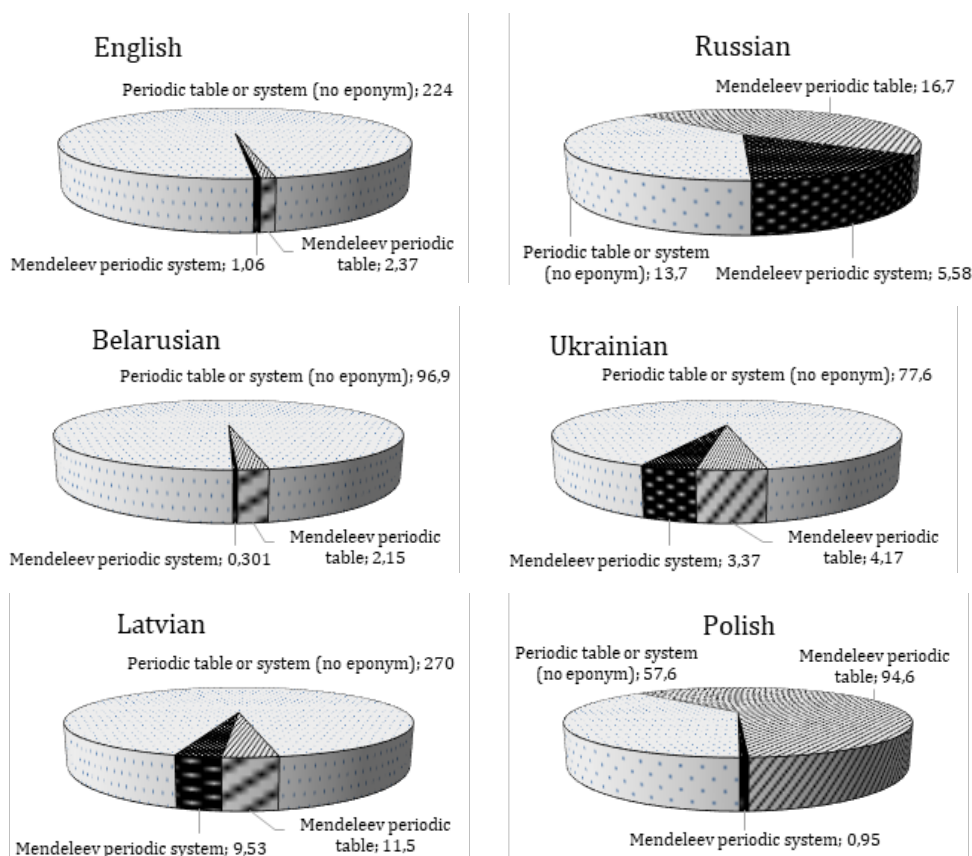 English
Periodic table or system (no eponym); 224
Mendeleev periodic system; 1,06
Mendeleev periodic
table; 2,37
Russian
Mendeleev periodic table; 16,7
Periodic table or system
(no eponym); 13,7
Mendeleev periodic system; 5,58
Belarusian
Periodic table or system (no eponym); 96,9
Mendeleev periodic system; 0,301
Mendeleev periodic
table; 2,15
Ukrainian
Periodic table or system (no eponym); 77,6
Mendeleev periodic system; 3,37
Mendeleev periodic
table; 4,17
Latvian
Periodic table or system (no eponym); 270
Mendeleev periodic system; 9,53
Mendeleev periodic
table; 11,5
Polish
Periodic table or system
(no eponym); 57,6
Mendeleev periodic
table; 94,6
Mendeleev periodic system; 0,95